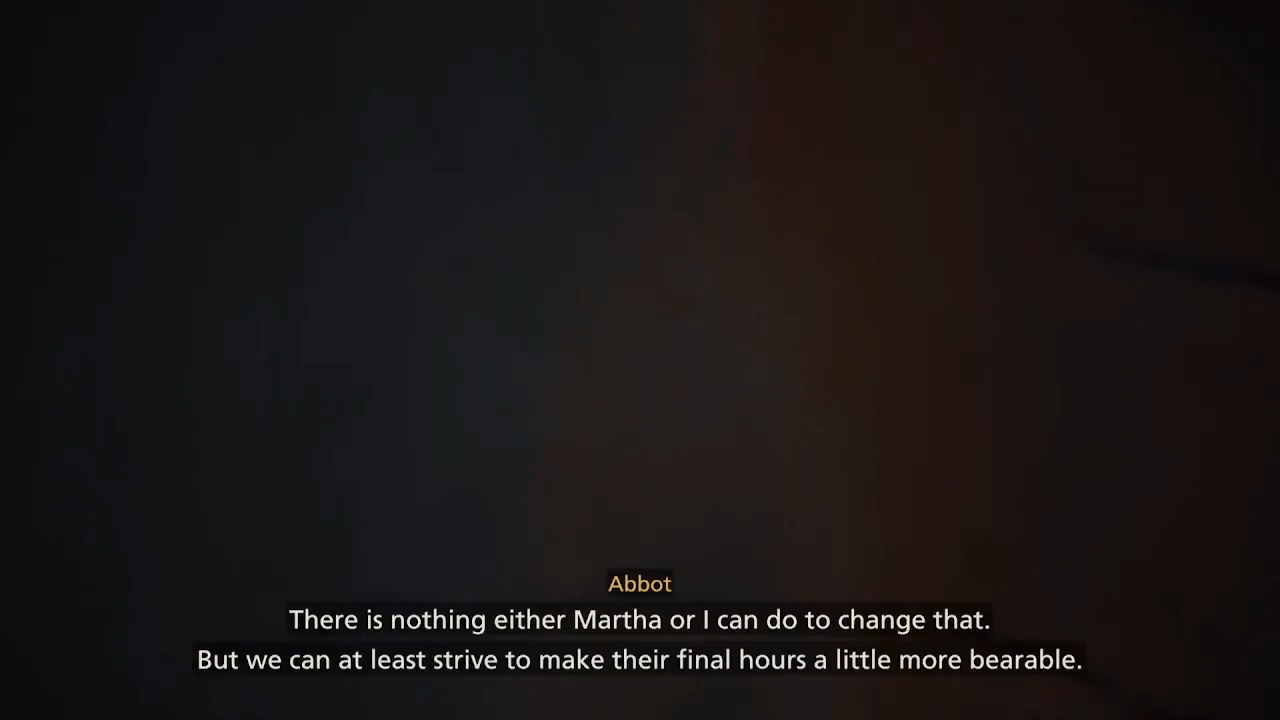 Abbot
There is nothing either Martha or I can do to change that.
But we can at least strive to make their final hours a little more bearable.